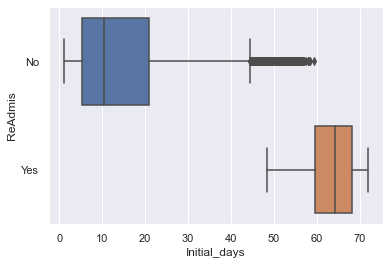 No
Yes
ReAdmis
0 10 20 30 40 50 60 70
Initial_days